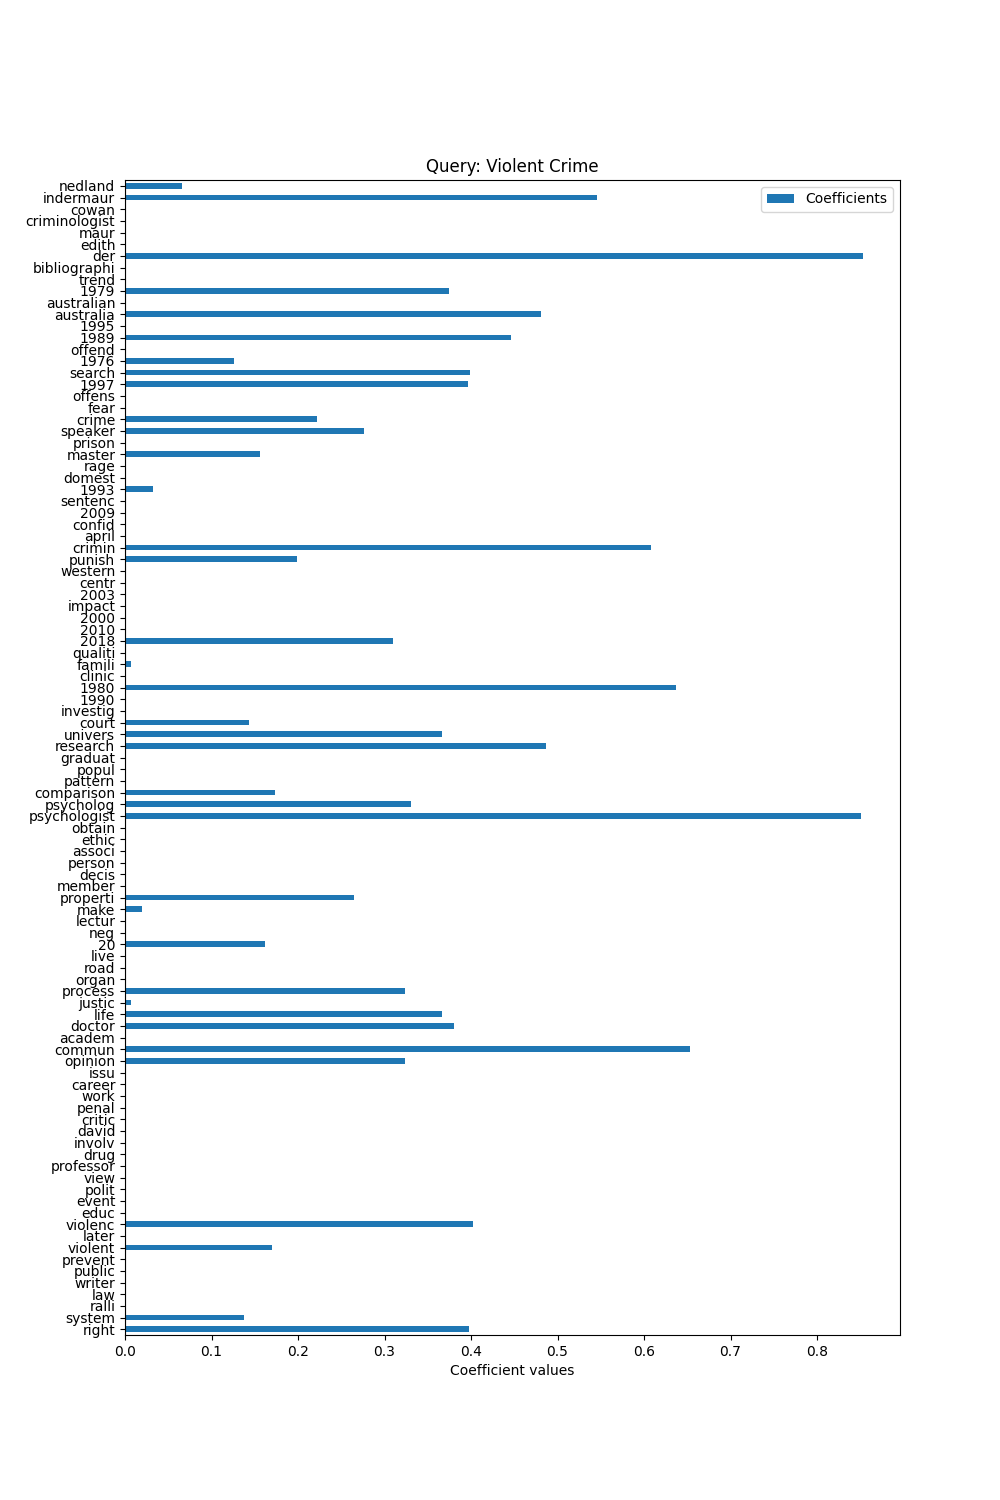 Query: Violent Crime
Coefficients
nedland
indermaur
cowan
criminologist
maur
edith
der
bibliographi
trend
1979
australian
australia
1995
1989
offend
1976
search
1997
offens
fear
crime
speaker
prison
master
rage
domest
1993
sentenc
2009
confid
april
crimin
punish
western
centr
2003
impact
2000
2010
2018
qualiti
famili
clinic
1980
1990
investig
court
univers
research
graduat
popul
pattern
comparison
psycholog
psychologist
obtain
ethic
associ
person
decis
member
properti
make
lectur
neg
20
live
road
organ
process
justic
life
doctor
academ
commun
opinion
issu
career
work
penal
critic
david
involv
drug
professor
view
polit
event
educ
violenc
later
violent
prevent
public
writer
law
ralli
system
right
0.0 0.1 0.2 0.3 0.4 0.5 0.6 0.7 0.8
Coefficient values